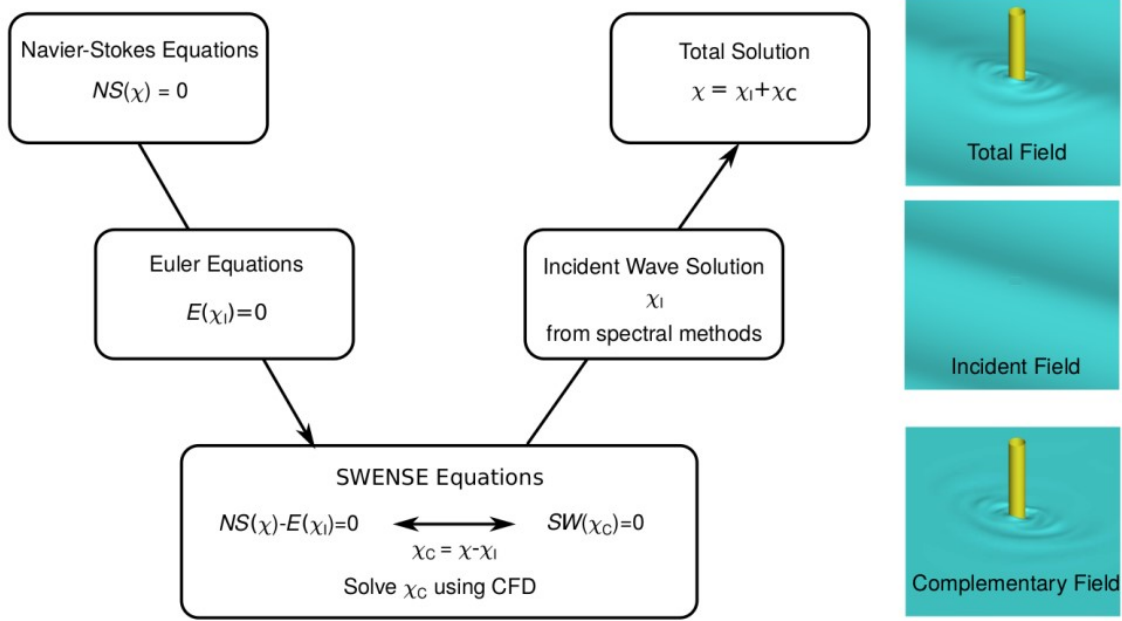 Navier-Stokes Equations
NS(χ) = 0
Euler Equations
E(χI)=0
SWENSE Equations
NS(χ)-E(χI)=0
SW(χC)=0
χC = χ-χI
Solve χC using CFD
Incident Wave Solution
χI
from spectral methods
Total Solution
χ = χI+χC
Total Field
Incident Field
Complementary Field